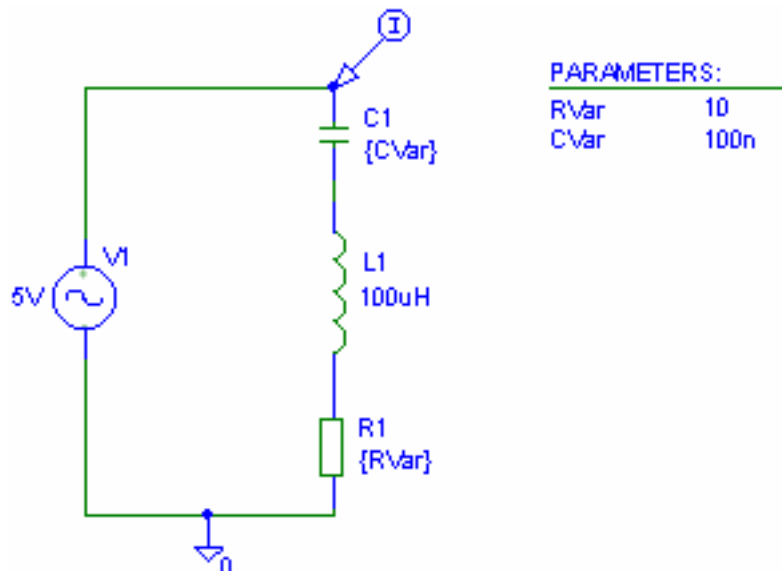 I
PARAMETERS:
RVar 10
CVar 100n
C1
{CVar}
V1
5V
L1
100uH
R1
{RVar}
0